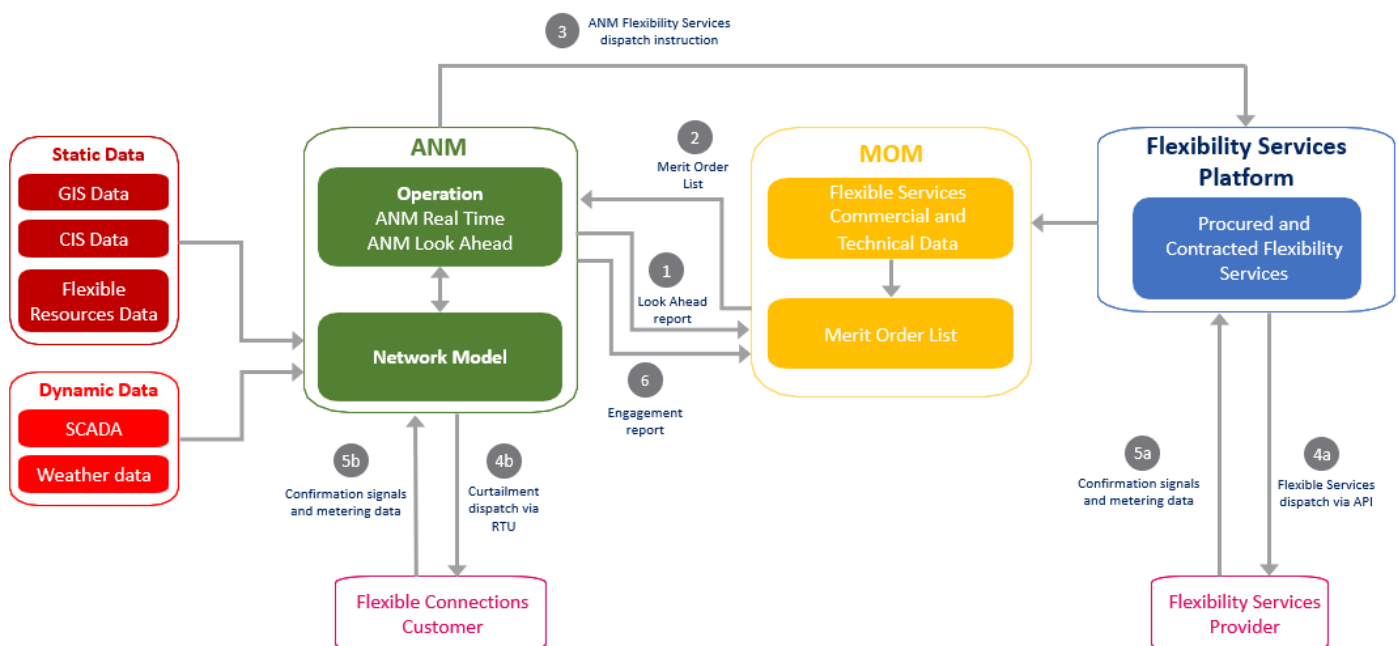 3
ANM Flexibility Services
dispatch instruction
Static Data
GIS Data
CIS Data
Flexible
Resources Data
Dynamic Data
SCADA
Weather data
ANM
Operation
ANM Real Time
ANM Look Ahead
Network Model
2
Merit Order
List
1
Look Ahead
report
6
Engagement
report
MOM
Flexible Services
Commercial and
Technical Data
Merit Order List
Flexibility Services
Platform
Procured and
Contracted Flexibility
Services
5b
Confirmation signals
and metering data
4b
Curtailment
dispatch via
RTU
5a
Confirmation signals
and metering data
4a
Flexible Services
dispatch via API
Flexible Connections
Customer
Flexibility Services
Provider